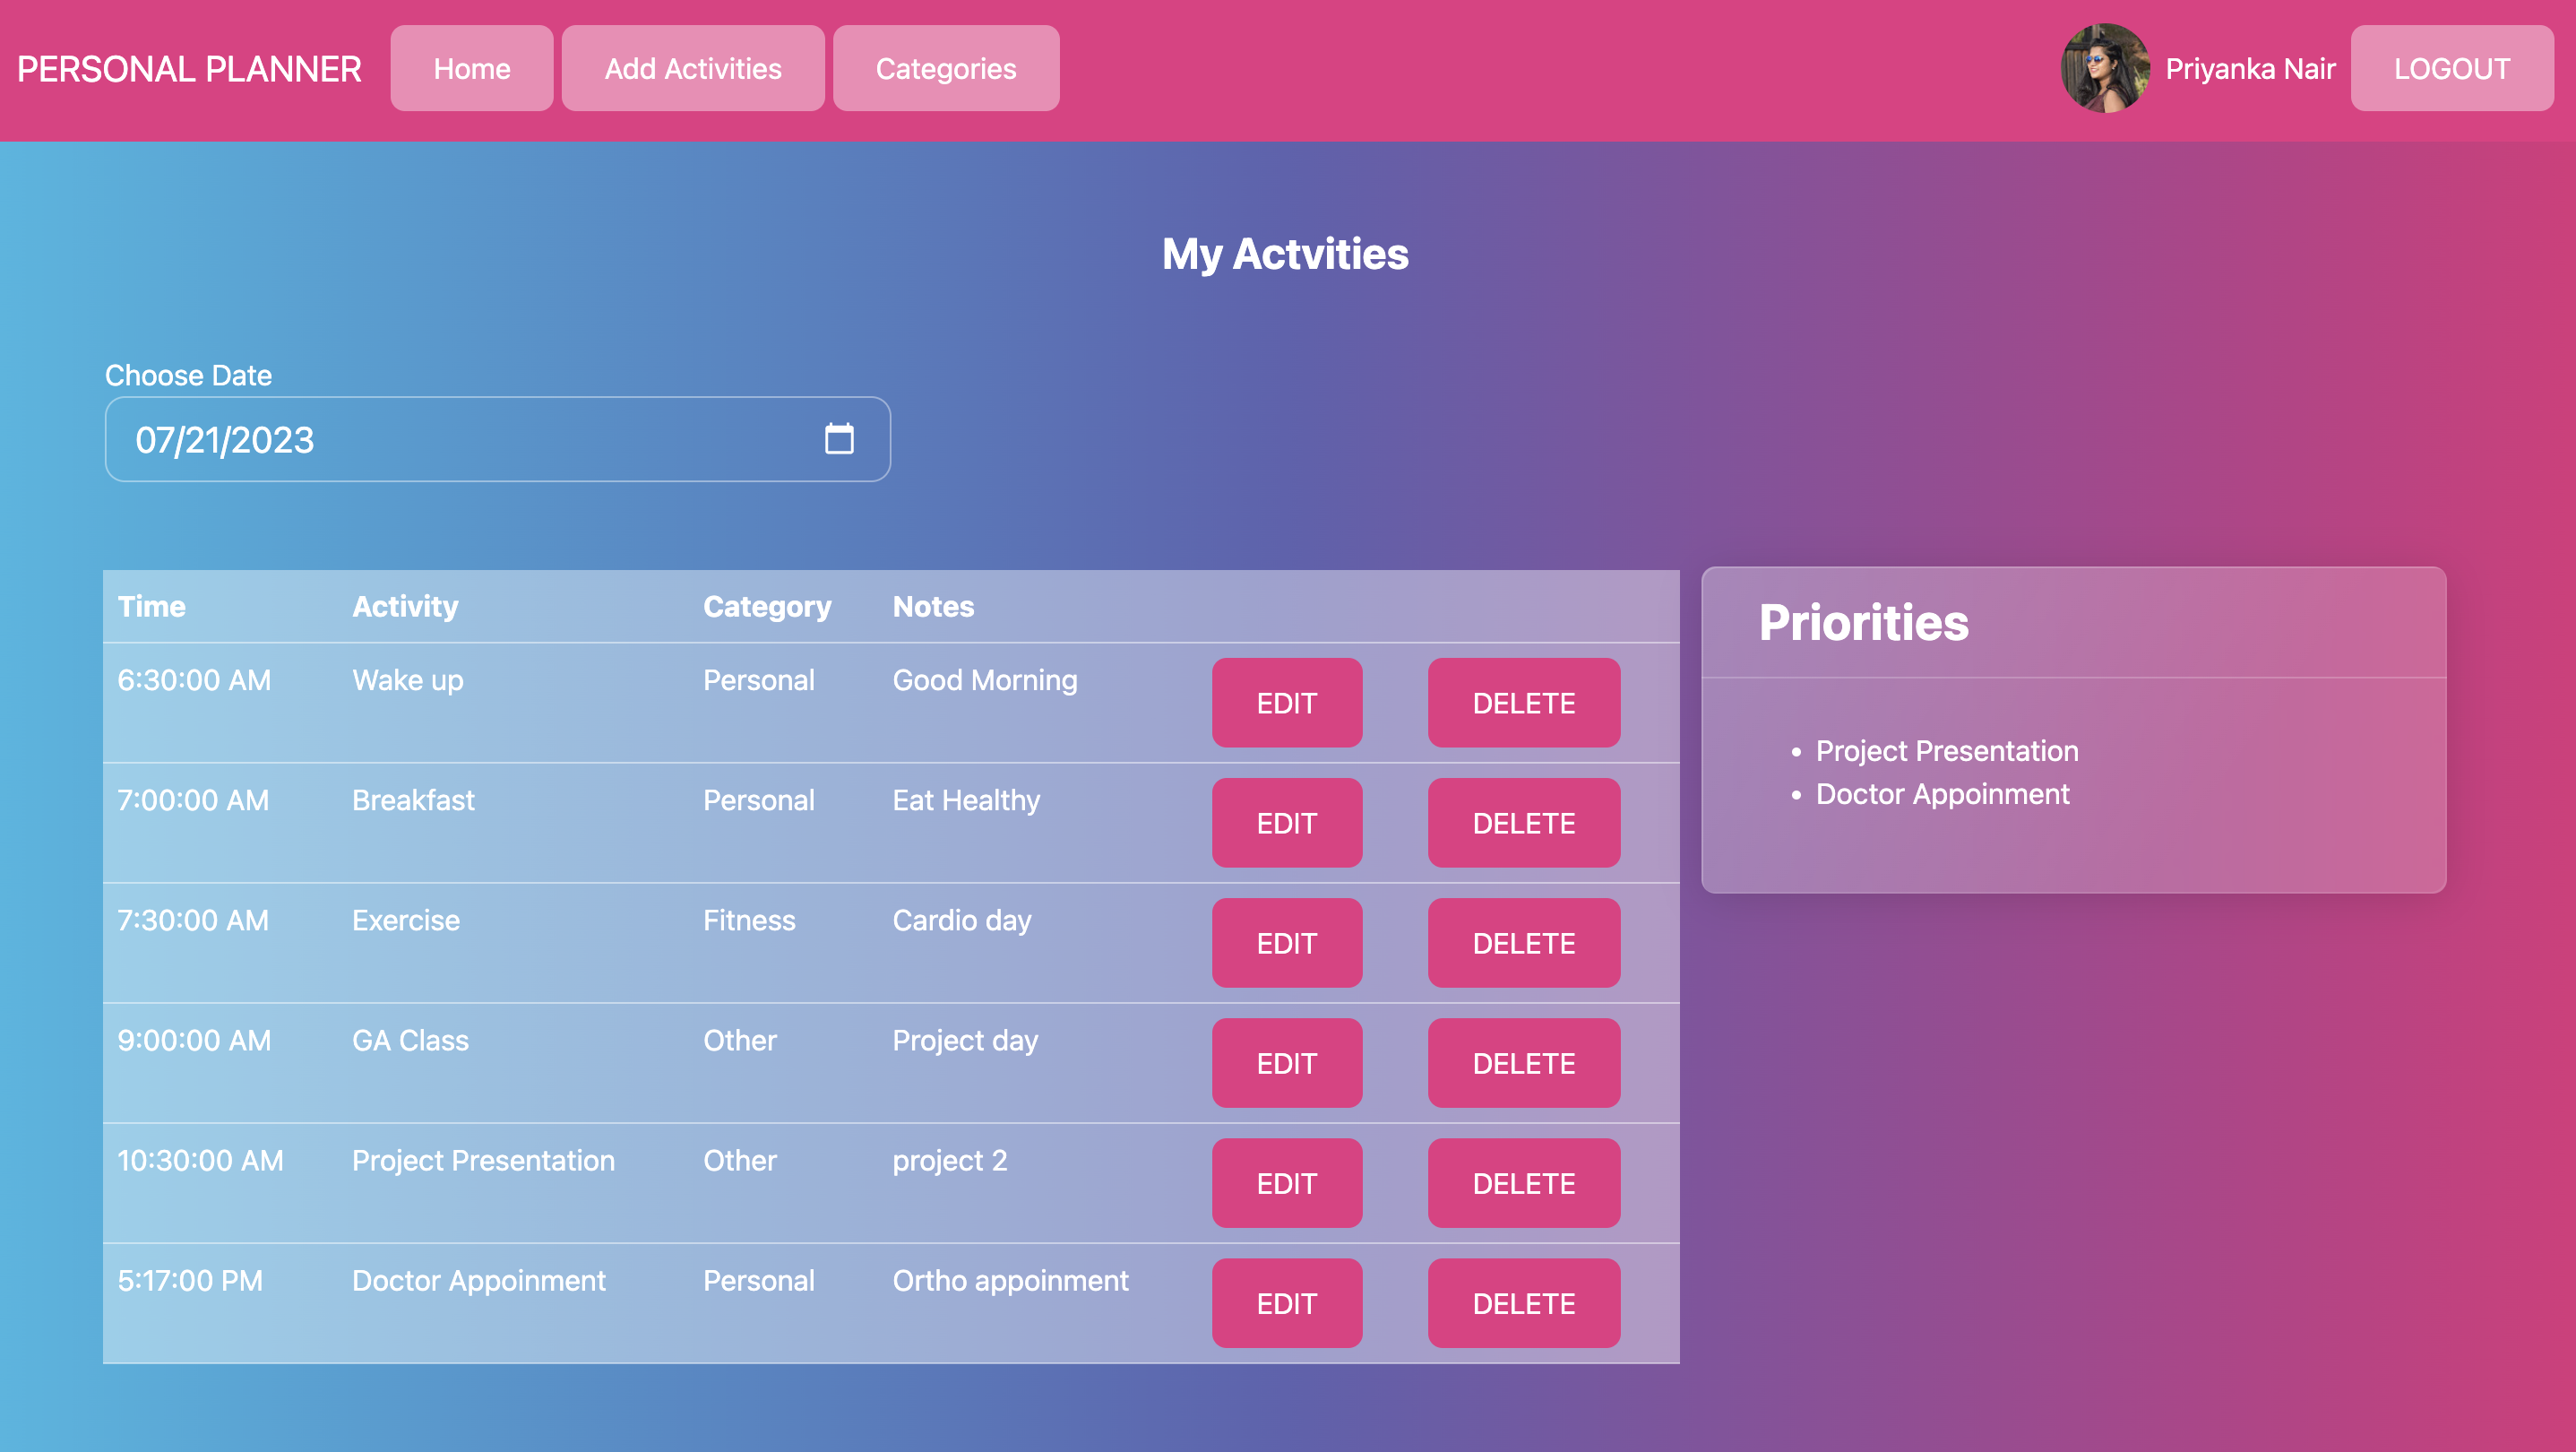 PERSONAL PLANNER Home Add Activities Categories Priyanka Nair LOGOUT
My Actvities
Choose Date
07/21/2023
Time Activity Category Notes
6:30:00 AM Wake up Personal Good Morning EDIT DELETE
7:00:00 AM Breakfast Personal Eat Healthy EDIT DELETE
7:30:00 AM Exercise Fitness Cardio day EDIT DELETE
9:00:00 AM GA Class Other Project day EDIT DELETE
10:30:00 AM Project Presentation Other project 2 EDIT DELETE
5:17:00 PM Doctor Appoinment Personal Ortho appoinment EDIT DELETE
Priorities
• Project Presentation
• Doctor Appoinment